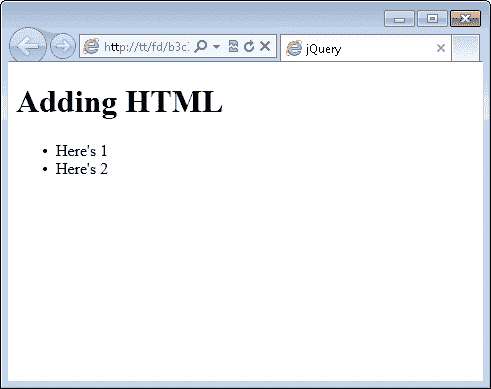 http://tt/fd/b3c
jQuery
Adding HTML
• Here's 1
• Here's 2